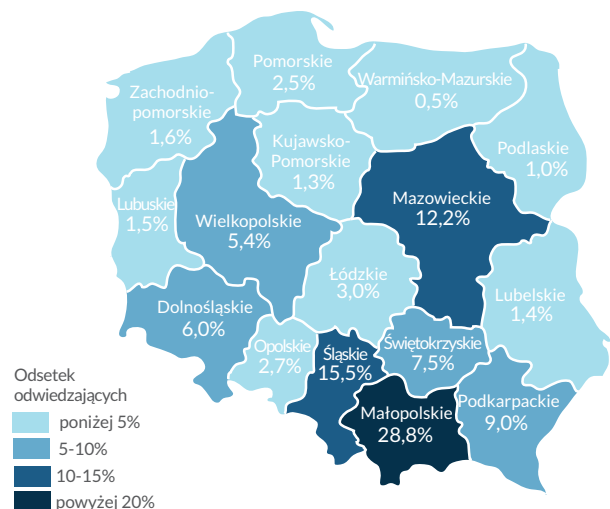 Pomorskie
2,5%
Warmińsko-Mazurskie
0,5%
Zachodnio-
pomorskie
1,6%
Kujawsko-
Pomorskie
1,3%
Podlaskie
1,0%
Mazowieckie
12,2%
Lubuskie
1,5%
Wielkopolskie
5,4%
Łódzkie
3,0%
Lubelskie
1,4%
Dolnośląskie
6,0%
Opolskie
2,7%
Śląskie
15,5%
Świętokrzyskie
7,5%
Małopolskie
28,8%
Podkarpackie
9,0%
Odsetek
odwiedzających
poniżej 5%
5-10%
10-15%
powyżej 20%